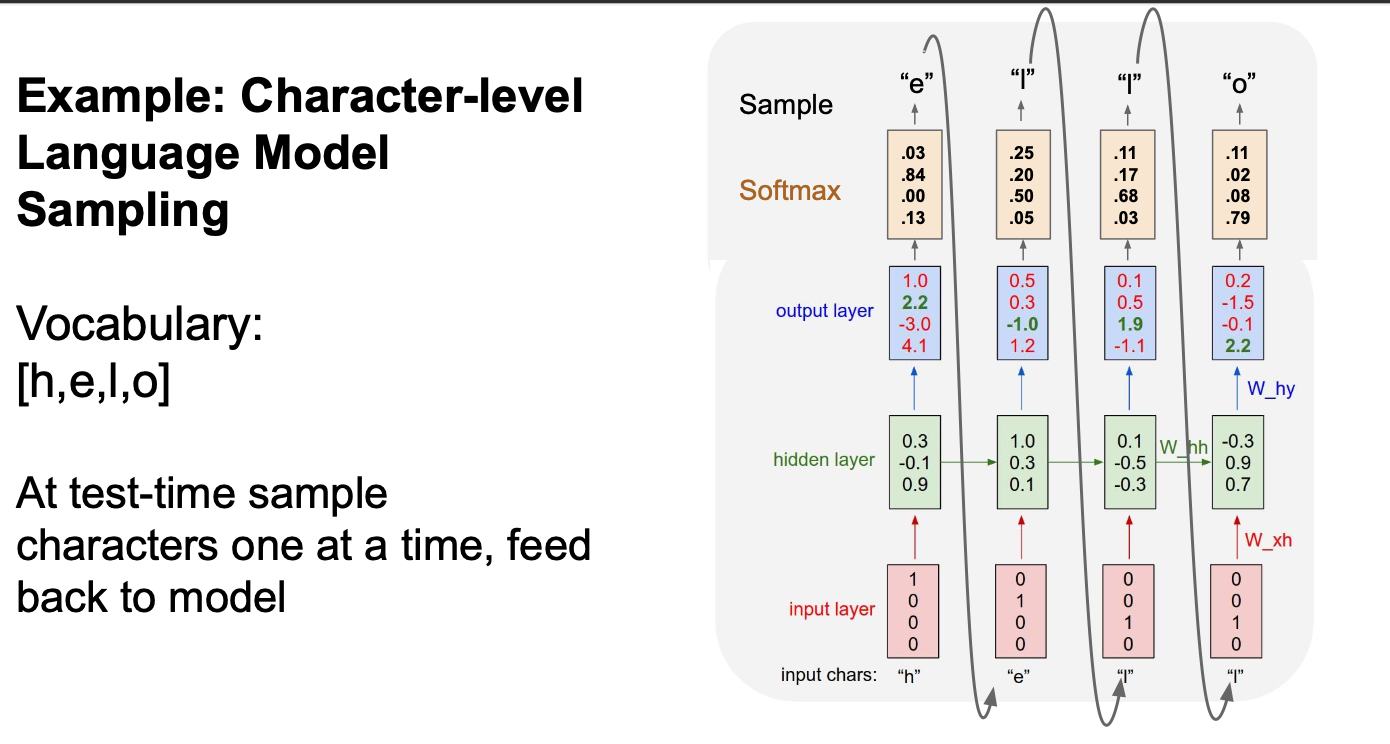 Example: Character-level
Language Model
Sampling
Vocabulary:
[h,e,l,o]
At test-time sample
characters one at a time, feed
back to model
Sample
“e” “l” “l” “o”
Softmax
.03 .25 .11 .11
.84 .20 .17 .02
.00 .50 .68 .08
.13 .05 .03 .79
output layer
1.0 0.5 0.1 0.2
2.2 0.3 0.5 -1.5
-3.0 -1.0 1.9 -0.1
4.1 1.2 -1.1 2.2
W_hy
hidden layer
0.3 1.0 0.1 -0.3
-0.1 0.3 -0.5 0.9
0.9 0.1 -0.3 0.7
W_hh
W_xh
input layer
1 0 0 0
0 1 0 0
0 0 1 1
0 0 0 0
input chars: “h” “e” “l” “l”